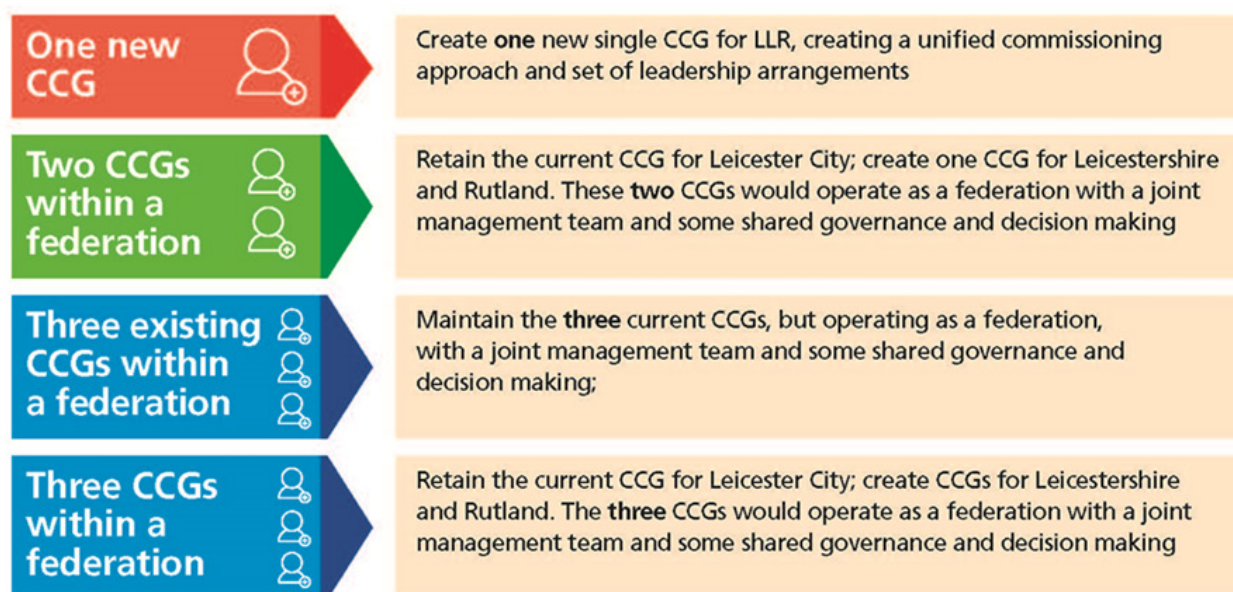 One new
CCG
Create one new single CCG for LLR, creating a unified commissioning
approach and set of leadership arrangements
Two CCGs
within a
federation
Retain the current CCG for Leicester City; create one CCG for Leicestershire
and Rutland. These two CCGs would operate as a federation with a joint
management team and some shared governance and decision making
Three existing
CCGs within
a federation
Maintain the three current CCGs, but operating as a federation,
with a joint management team and some shared governance and
decision making;
Three CCGs
within a
federation
Retain the current CCG for Leicester City; create CCGs for Leicestershire
and Rutland. The three CCGs would operate as a federation with a joint
management team and some shared governance and decision making